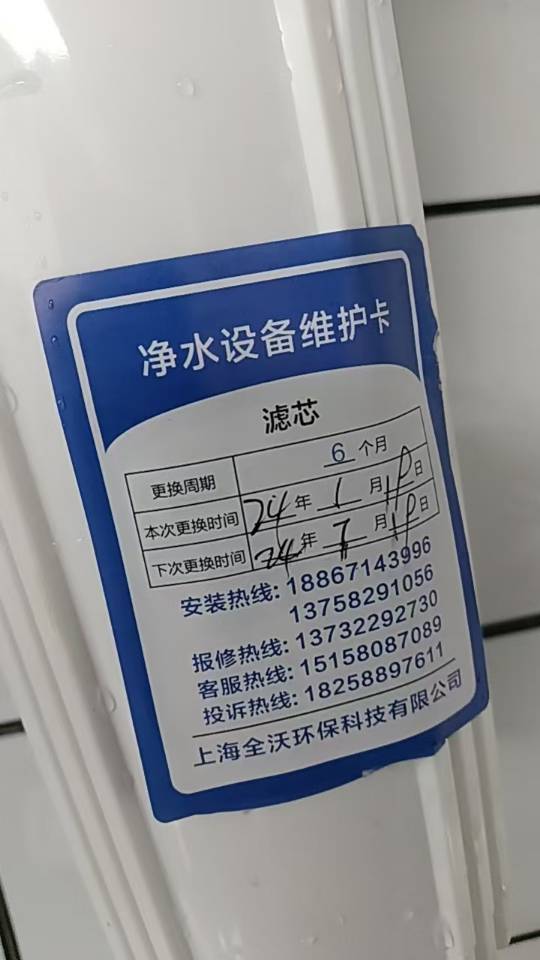 净水设备维护卡
滤芯
更换周期 6 个月
本次更换时间 24 年 1 月 日
下次更换时间 24 年 7 月 日
安装热线: 18867143996
13758291056
报修热线: 13732292730
客服热线: 15158087089
投诉热线: 18258897611
上海全沃环保科技有限公司